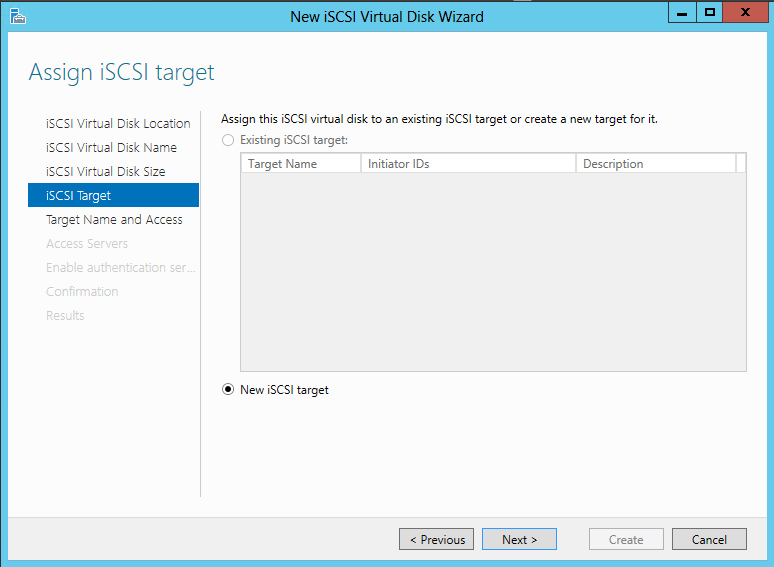 New iSCSI Virtual Disk Wizard
Assign iSCSI target
iSCSI Virtual Disk Location
iSCSI Virtual Disk Name
iSCSI Virtual Disk Size
iSCSI Target
Target Name and Access
Access Servers
Enable authentication ser...
Confirmation
Results
Assign this iSCSI virtual disk to an existing iSCSI target or create a new target for it.
Existing iSCSI target:
Target Name Initiator IDs Description
New iSCSI target
< Previous Next > Create Cancel